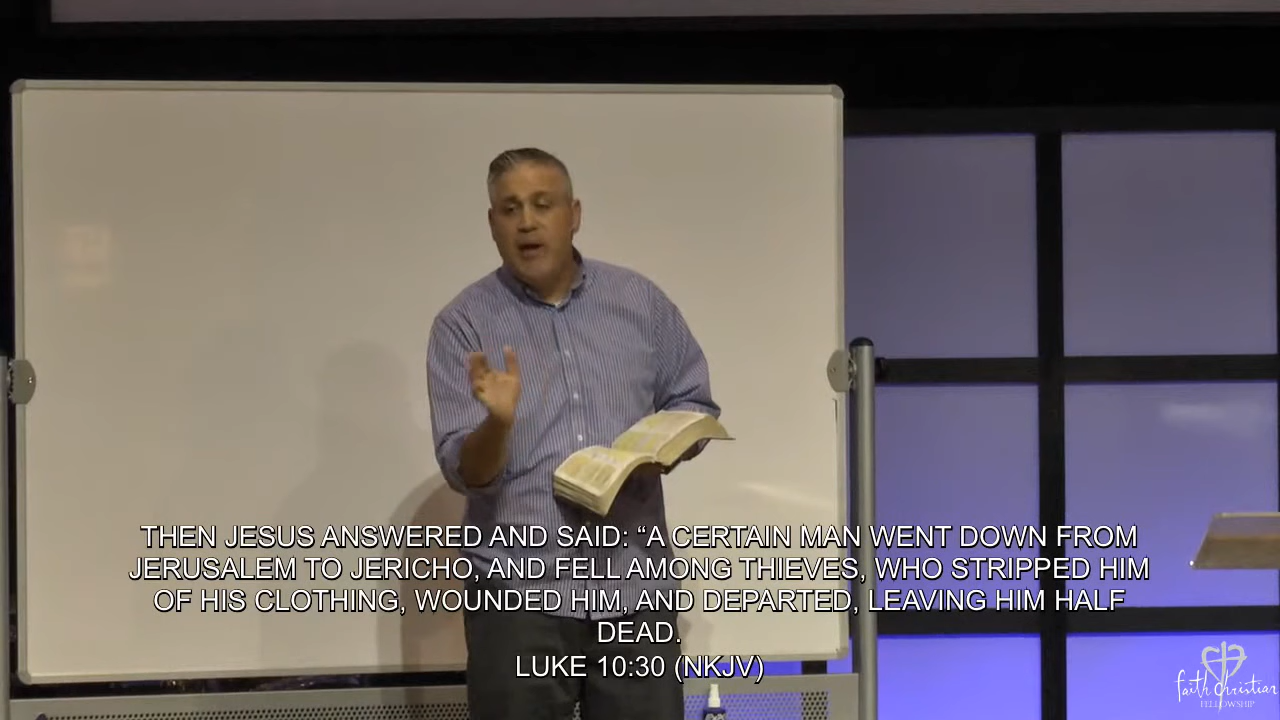 THEN JESUS ANSWERED AND SAID: “A CERTAIN MAN WENT DOWN FROM
JERUSALEM TO JERICHO, AND FELL AMONG THIEVES, WHO STRIPPED HIM
OF HIS CLOTHING, WOUNDED HIM, AND DEPARTED, LEAVING HIM HALF
DEAD.
LUKE 10:30 (NKJV)
faith Christian
FELLOWSHIP